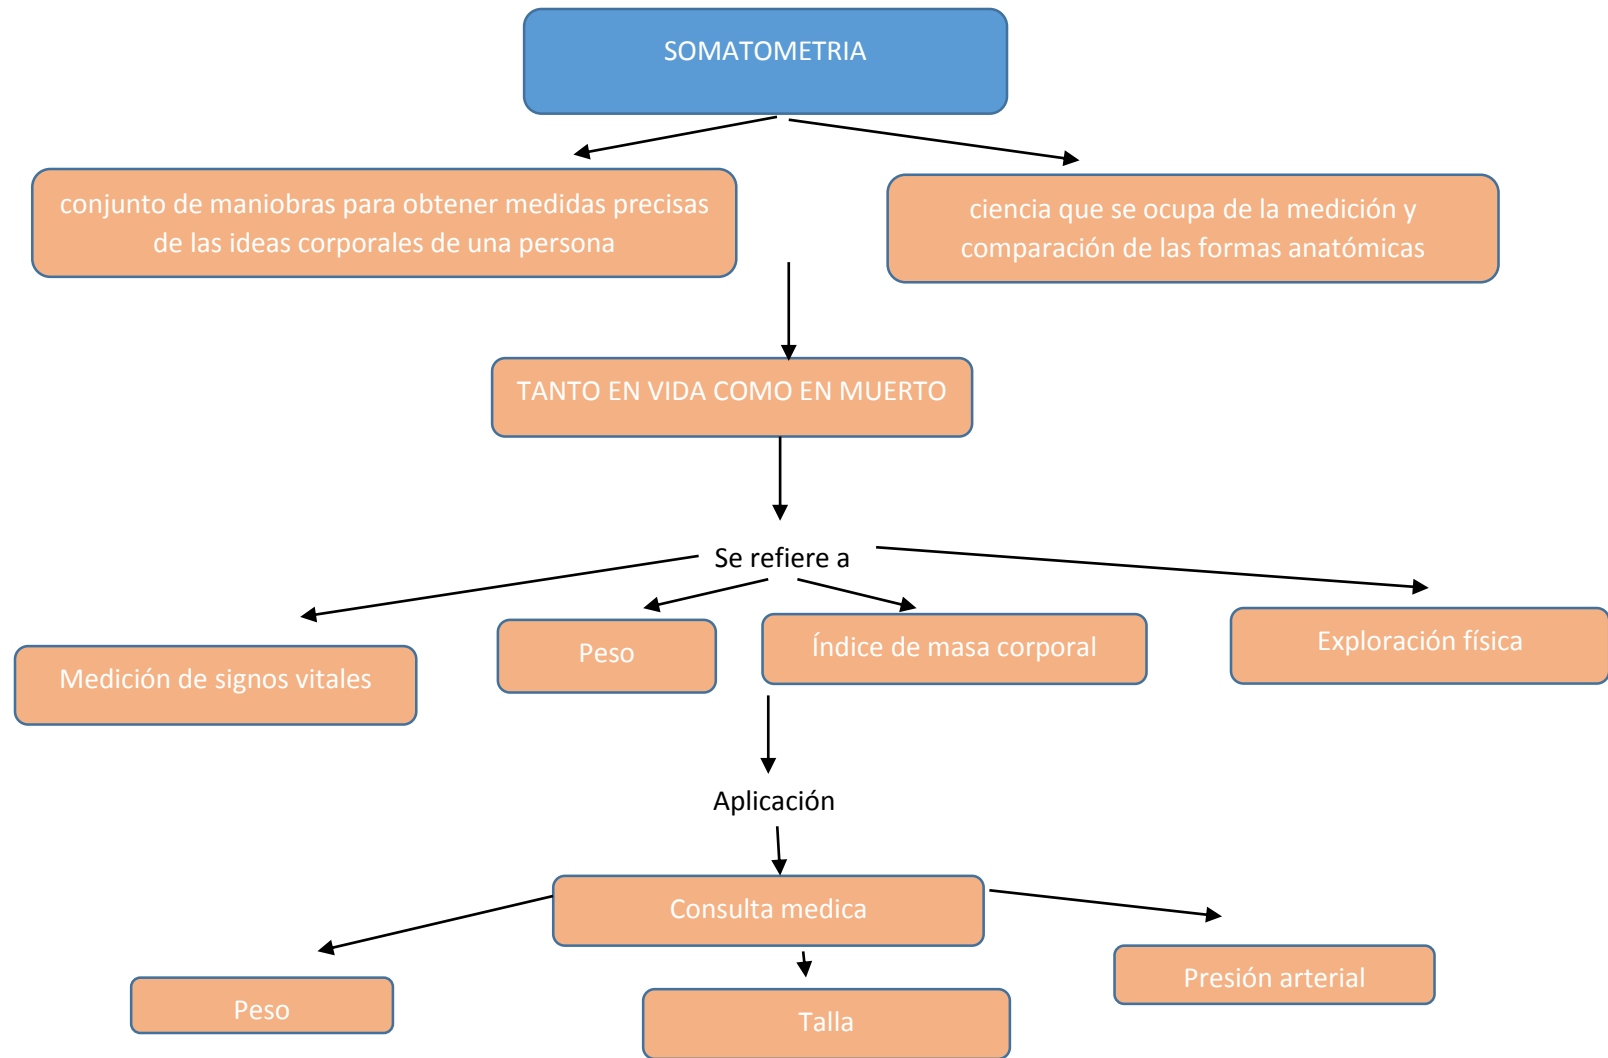 SOMATOMETRIA
conjunto de maniobras para obtener medidas precisas
de las ideas corporales de una persona
ciencia que se ocupa de la medición y
comparación de las formas anatómicas
TANTO EN VIDA COMO EN MUERTO
Se refiere a
Medición de signos vitales
Peso
Índice de masa corporal
Exploración física
Aplicación
Consulta medica
Peso
Talla
Presión arterial